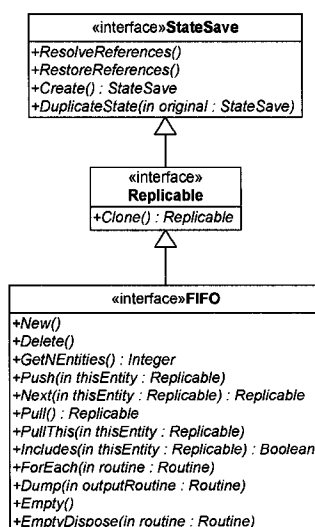 «interface»StateSave
+ResolveReferences()
+RestoreReferences()
+Create() : StateSave
+DuplicateState(in original : StateSave)
«interface»
Replicable
+Clone() : Replicable
«interface»FIFO
+New()
+Delete()
+GetNEntities() : Integer
+Push(in thisEntity : Replicable)
+Next(in thisEntity : Replicable) : Replicable
+Pull() : Replicable
+PullThis(in thisEntity : Replicable)
+Includes(in thisEntity : Replicable) : Boolean
+ForEach(in routine : Routine)
+Dump(in outputRoutine : Routine)
+Empty()
+EmptyDispose(in routine : Routine)